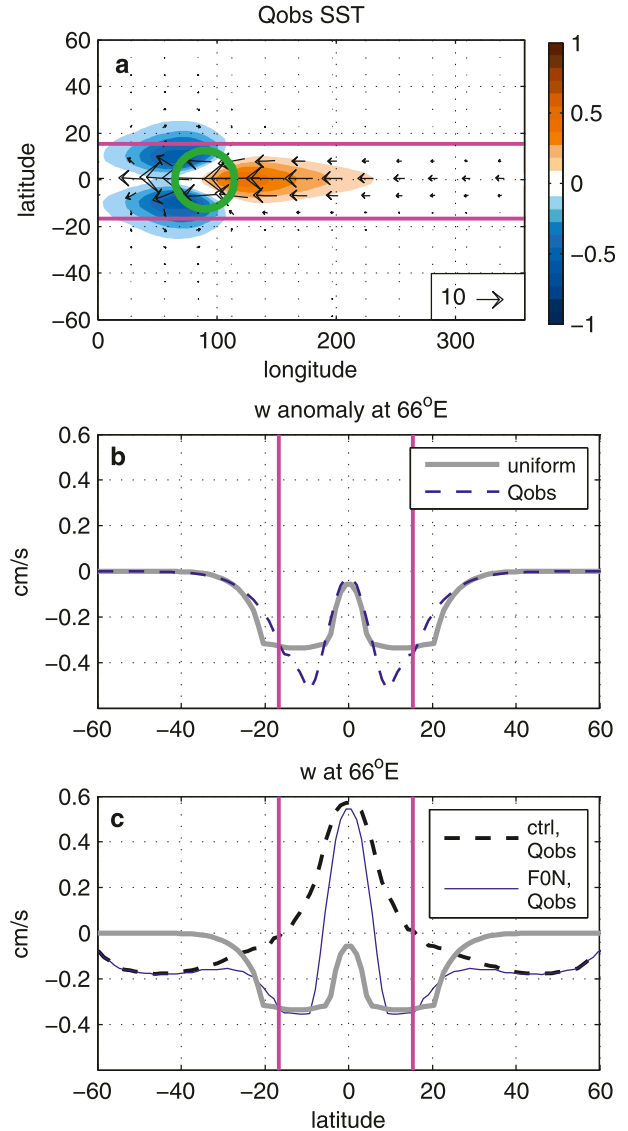 Qobs SST
a
60
40
20
0
−20
−40
−60
latitude
0
100
200
300
longitude
10
1
0.5
0
−0.5
−1
w anomaly at 66°E
b
0.6
0.4
0.2
0
−0.2
−0.4
cm/s
uniform
Qobs
−60
−40
−20
0
20
40
60
w at 66°E
c
0.6
0.4
0.2
0
−0.2
−0.4
cm/s
ctrl,
Qobs
F0N,
Qobs
−60
−40
−20
0
20
40
60
latitude